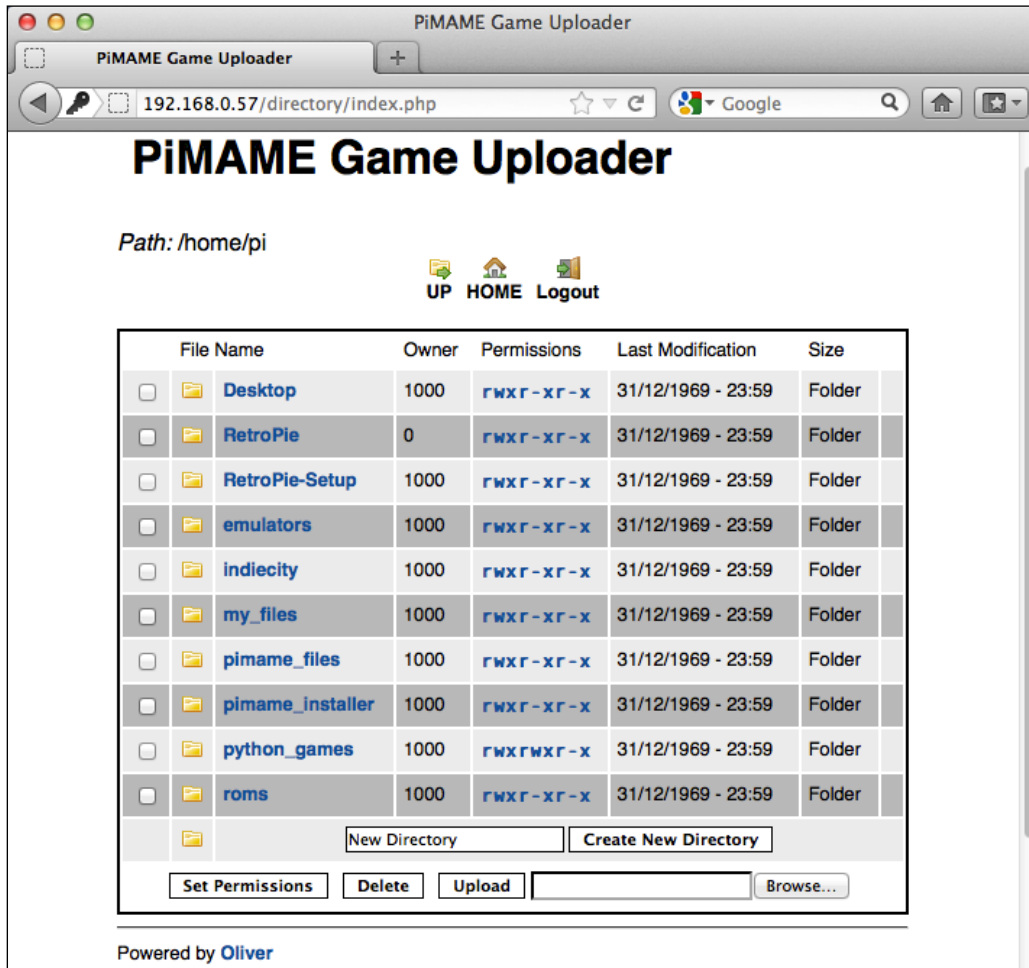 PiMAME Game Uploader
PiMAME Game Uploader
192.168.0.57/directory/index.php Google
PiMAME Game Uploader
Path: /home/pi
UP HOME Logout
File Name Owner Permissions Last Modification Size
Desktop 1000 rwxr-xr-x 31/12/1969 - 23:59 Folder
RetroPie 0 rwxr-xr-x 31/12/1969 - 23:59 Folder
RetroPie-Setup 1000 rwxr-xr-x 31/12/1969 - 23:59 Folder
emulators 1000 rwxr-xr-x 31/12/1969 - 23:59 Folder
indiecity 1000 rwxr-xr-x 31/12/1969 - 23:59 Folder
my_files 1000 rwxr-xr-x 31/12/1969 - 23:59 Folder
pimame_files 1000 rwxr-xr-x 31/12/1969 - 23:59 Folder
pimame_installer 1000 rwxr-xr-x 31/12/1969 - 23:59 Folder
python_games 1000 rwxrwxr-x 31/12/1969 - 23:59 Folder
roms 1000 rwxr-xr-x 31/12/1969 - 23:59 Folder
New Directory Create New Directory
Set Permissions Delete Upload Browse...
Powered by Oliver